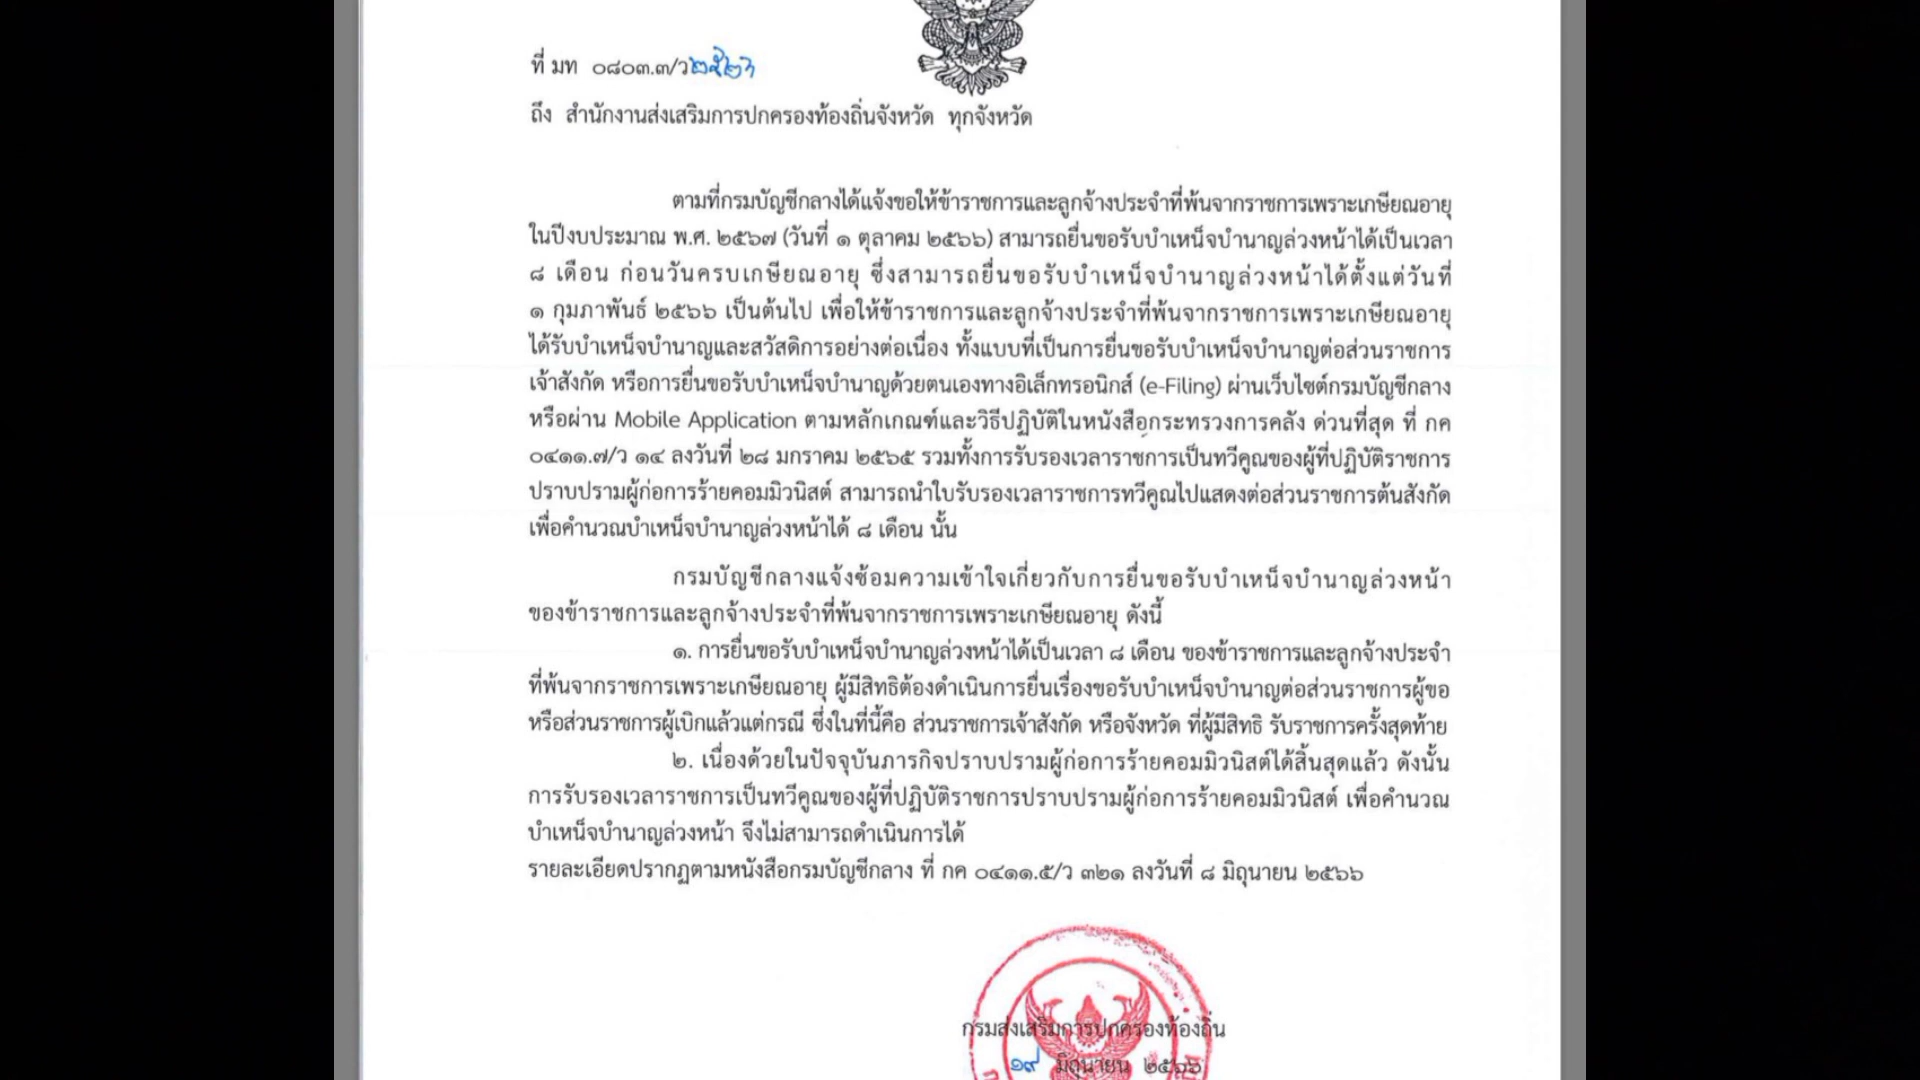 ที่ มท ๐๘๐๓.๓/ว
ถึง สำนักงานส่งเสริมการปกครองท้องถิ่นจังหวัด ทุกจังหวัด
ตามที่กรมบัญชีกลางได้แจ้งขอให้ข้าราชการและลูกจ้างประจำที่พ้นจากราชการเพราะเกษียณอายุ
ในปีงบประมาณ พ.ศ. ๒๕๖๗ (วันที่ ๑ ตุลาคม ๒๕๖๖) สามารถยื่นขอรับบำเหน็จบำนาญล่วงหน้าได้เป็นเวลา
๘ เดือน ก่อนวันครบเกษียณอายุ ซึ่งสามารถยื่นขอรับบำเหน็จบำนาญล่วงหน้าได้ตั้งแต่วันที่
๑ กุมภาพันธ์ ๒๕๖๖ เป็นต้นไป เพื่อให้ข้าราชการและลูกจ้างประจำที่พ้นจากราชการเพราะเกษียณอายุ
ได้รับบำเหน็จบำนาญและสวัสดิการอย่างต่อเนื่อง ทั้งแบบที่เป็นการยื่นขอรับบำเหน็จบำนาญต่อส่วนราชการ
เจ้าสังกัด หรือการยื่นขอรับบำเหน็จบำนาญด้วยตนเองทางอิเล็กทรอนิกส์ (e-Filing) ผ่านเว็บไซต์กรมบัญชีกลาง
หรือผ่าน Mobile Application ตามหลักเกณฑ์และวิธีปฏิบัติในหนังสือกระทรวงการคลัง ด่วนที่สุด ที่ กค
๐๔๑๑.๗/ว ๑๔ ลงวันที่ ๒๘ มกราคม ๒๕๖๕ รวมทั้งการรับรองเวลาราชการเป็นทวีคูณของผู้ที่ปฏิบัติราชการ
ปราบปรามผู้ก่อการร้ายคอมมิวนิสต์ สามารถนำใบรับรองเวลาราชการทวีคูณไปแสดงต่อส่วนราชการต้นสังกัด
เพื่อคำนวณบำเหน็จบำนาญล่วงหน้าได้ ๘ เดือน นั้น
กรมบัญชีกลางแจ้งซ้อมความเข้าใจเกี่ยวกับการยื่นขอรับบำเหน็จบำนาญล่วงหน้า
ของข้าราชการและลูกจ้างประจำที่พ้นจากราชการเพราะเกษียณอายุ ดังนี้
๑. การยื่นขอรับบำเหน็จบำนาญล่วงหน้าได้เป็นเวลา ๘ เดือน ของข้าราชการและลูกจ้างประจำ
ที่พ้นจากราชการเพราะเกษียณอายุ ผู้มีสิทธิต้องดำเนินการยื่นเรื่องขอรับบำเหน็จบำนาญต่อส่วนราชการผู้ขอ
หรือส่วนราชการผู้เบิกแล้วแต่กรณี ซึ่งในที่นี้คือ ส่วนราชการเจ้าสังกัด หรือจังหวัด ที่ผู้มีสิทธิ รับราชการครั้งสุดท้าย
๒. เนื่องด้วยในปัจจุบันภารกิจปราบปรามผู้ก่อการร้ายคอมมิวนิสต์ได้สิ้นสุดแล้ว ดังนั้น
การรับรองเวลาราชการเป็นทวีคูณของผู้ที่ปฏิบัติราชการปราบปรามผู้ก่อการร้ายคอมมิวนิสต์ เพื่อคำนวณ
บำเหน็จบำนาญล่วงหน้า จึงไม่สามารถดำเนินการได้
รายละเอียดปรากฏตามหนังสือกรมบัญชีกลาง ที่ กค ๐๔๑๑.๕/ว ๓๒๑ ลงวันที่ ๘ มิถุนายน ๒๕๖๖
กรมส่งเสริมการปกครองท้องถิ่น
๑๙ มิถุนายน ๒๕๖๖